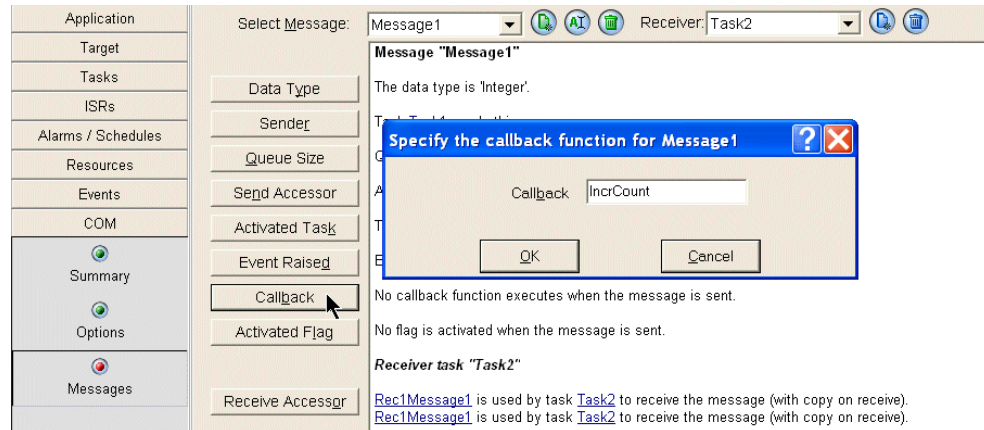 Application
Target
Tasks
ISRs
Alarms / Schedules
Resources
Events
COM
Summary
Options
Messages
Select Message: Message1 AI Receiver: Task2
Data Type
Sender
Queue Size
Send Accessor
Activated Task
Event Raised
Callback
Activated Flag
Receive Accessor
Message "Message1"
The data type is 'Integer'.
Specify the callback function for Message1
Callback IncrCount
OK Cancel
No callback function executes when the message is sent.
No flag is activated when the message is sent.
Receiver task "Task2"
Rec1Message1 is used by task Task2 to receive the message (with copy on receive).
Rec1Message1 is used by task Task2 to receive the message (with copy on receive).